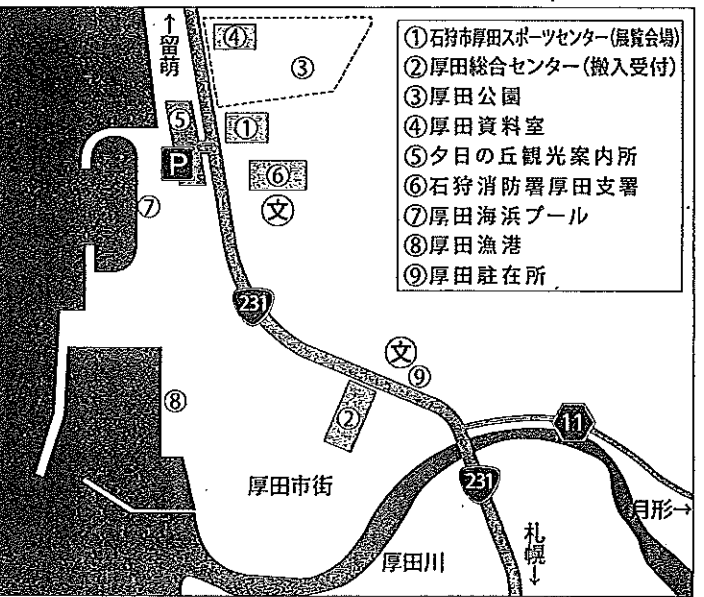 ↑留萌
④
③
⑤
①
P
⑥
文
⑦
231
文
⑨
⑧
②
11
231
厚田市街
月形→
札幌↓
厚田川
①石狩市厚田スポーツセンター(展覧会場)
②厚田総合センター(搬入受付)
③厚田公園
④厚田資料室
⑤夕日の丘観光案内所
⑥石狩消防署厚田支署
⑦厚田海浜プール
⑧厚田漁港
⑨厚田駐在所